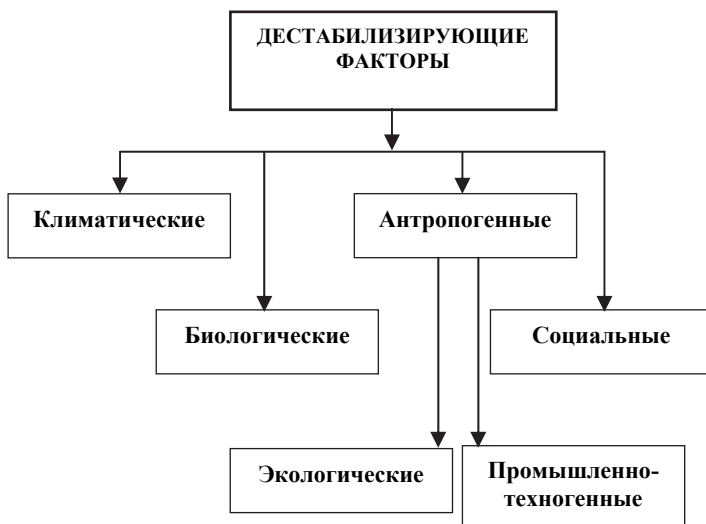 ДЕСТАБИЛИЗИРУЮЩИЕ
ФАКТОРЫ
Климатические
Антропогенные
Биологические
Социальные
Экологические
Промышленно-
техногенные